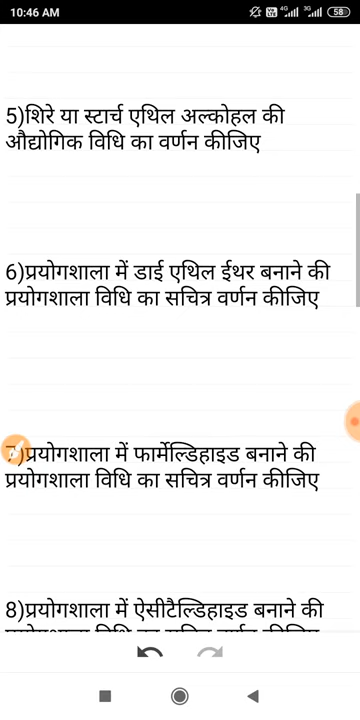 10:46 AM
4G
3G
58
5)शिरे या स्टार्च एथिल अल्कोहल की
औद्योगिक विधि का वर्णन कीजिए
6)प्रयोगशाला में डाई एथिल ईथर बनाने की
प्रयोगशाला विधि का सचित्र वर्णन कीजिए
7)प्रयोगशाला में फार्मेल्डिहाइड बनाने की
प्रयोगशाला विधि का सचित्र वर्णन कीजिए
8)प्रयोगशाला में ऐसीटैल्डिहाइड बनाने की